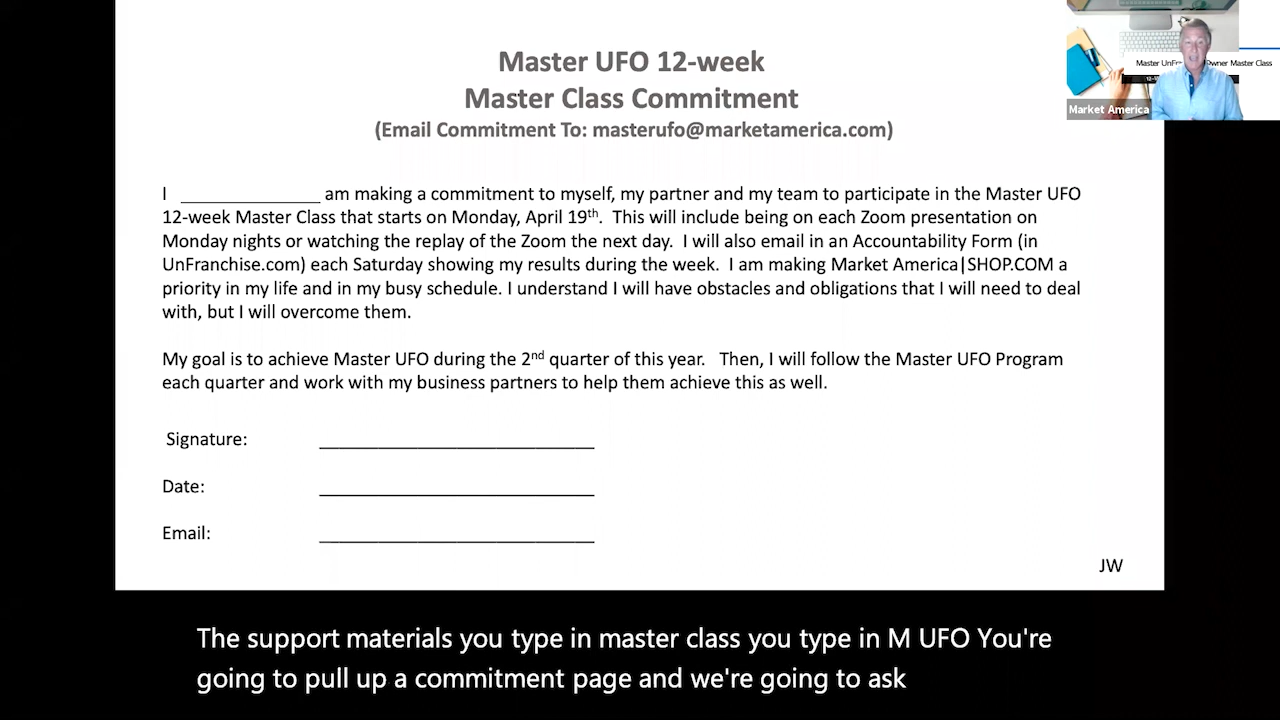 Master UFO 12-week
Master Class Commitment
(Email Commitment To: masterufo@marketamerica.com)
Master UnFr
Owner Master Class
Market America
I ______________ am making a commitment to myself, my partner and my team to participate in the Master UFO
12-week Master Class that starts on Monday, April 19th. This will include being on each Zoom presentation on
Monday nights or watching the replay of the Zoom the next day. I will also email in an Accountability Form (in
UnFranchise.com) each Saturday showing my results during the week. I am making Market America|SHOP.COM a
priority in my life and in my busy schedule. I understand I will have obstacles and obligations that I will need to deal
with, but I will overcome them.
My goal is to achieve Master UFO during the 2nd quarter of this year. Then, I will follow the Master UFO Program
each quarter and work with my business partners to help them achieve this as well.
Signature: ____________________________
Date: ____________________________
Email: ____________________________
JW
The support materials you type in master class you type in M UFO You're
going to pull up a commitment page and we're going to ask